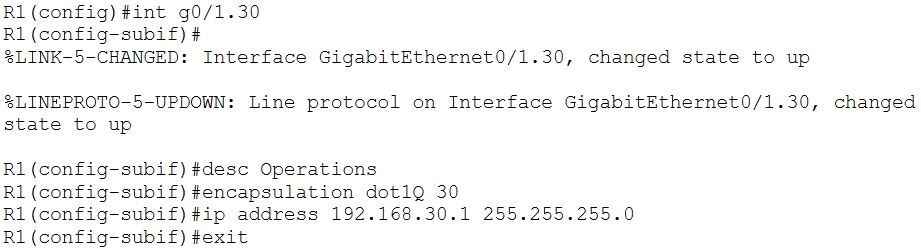 R1(config)#int g0/1.30
R1(config-subif)#
%LINK-5-CHANGED: Interface GigabitEthernet0/1.30, changed state to up
%LINEPROTO-5-UPDOWN: Line protocol on Interface GigabitEthernet0/1.30, changed
state to up
R1(config-subif)#desc Operations
R1(config-subif)#encapsulation dot1Q 30
R1(config-subif)#ip address 192.168.30.1 255.255.255.0
R1(config-subif)#exit